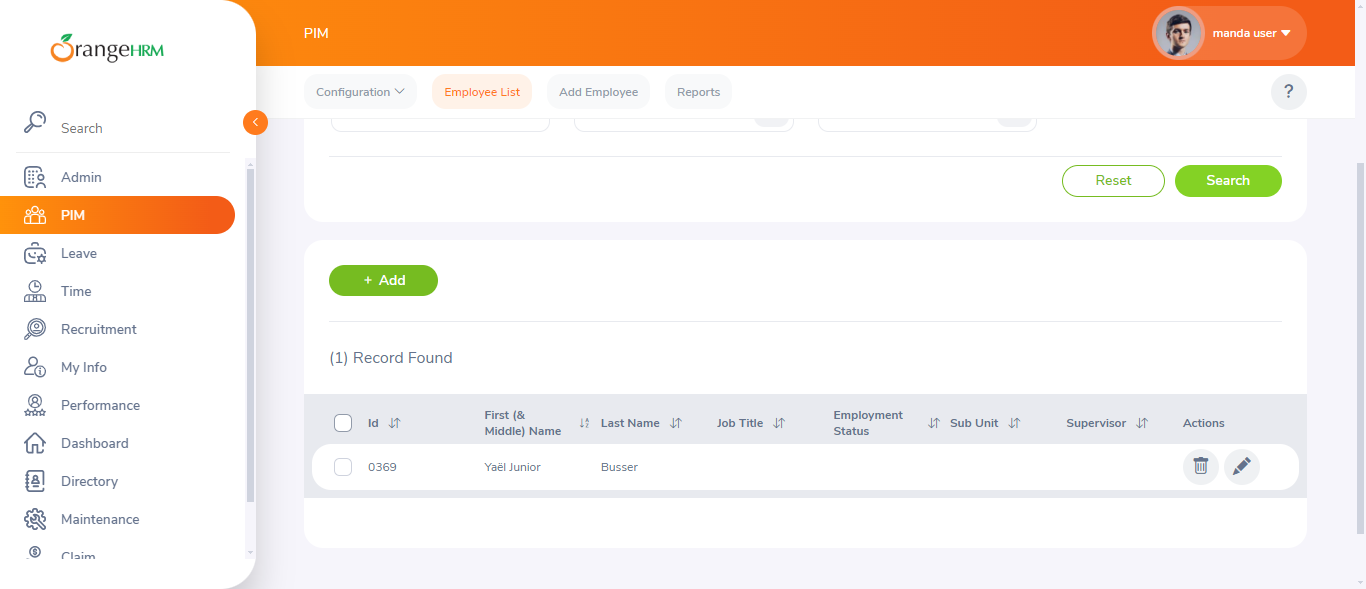 OrangeHRM
PIM
manda user
Configuration
Employee List
Add Employee
Reports
?
Search
Admin
PIM
Leave
Time
Recruitment
My Info
Performance
Dashboard
Directory
Maintenance
Claim
Reset
Search
+ Add
(1) Record Found
Id
First (&
Middle) Name
Last Name
Job Title
Employment
Status
Sub Unit
Supervisor
Actions
0369
Yaël Junior
Busser